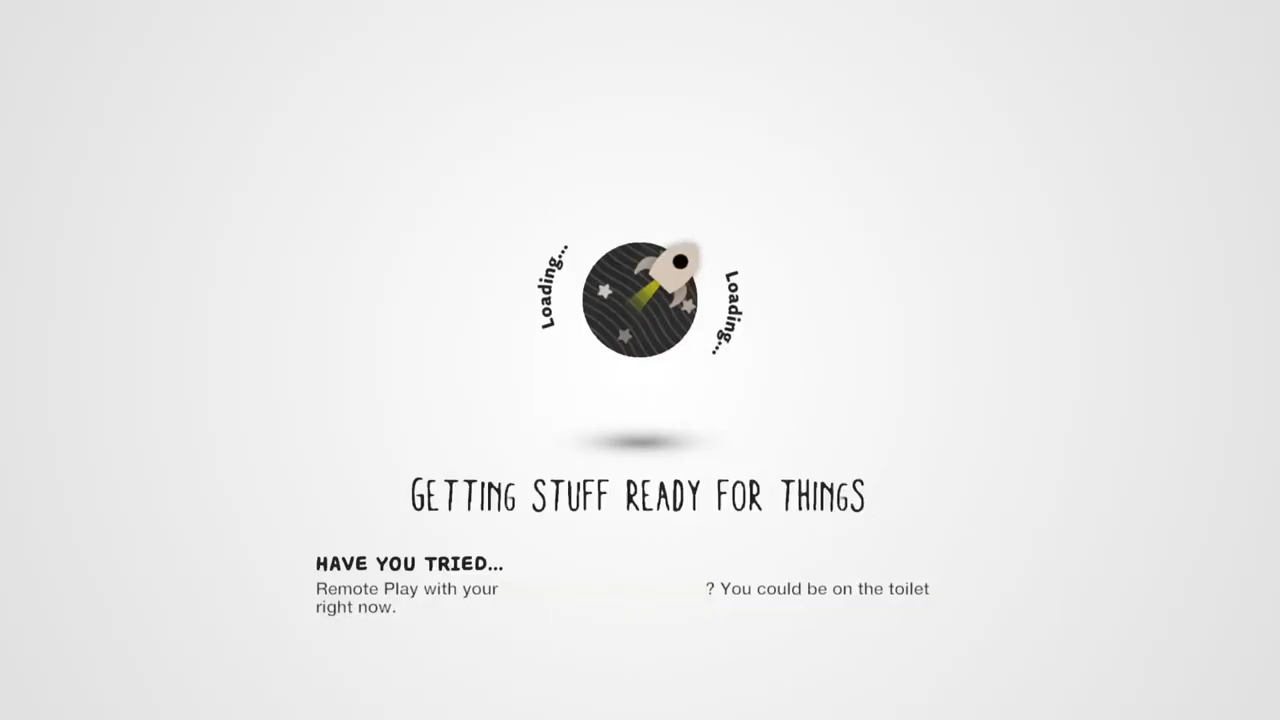 Loading...
Loading...
GETTING STUFF READY FOR THINGS
HAVE YOU TRIED...
Remote Play with your ? You could be on the toilet
right now.